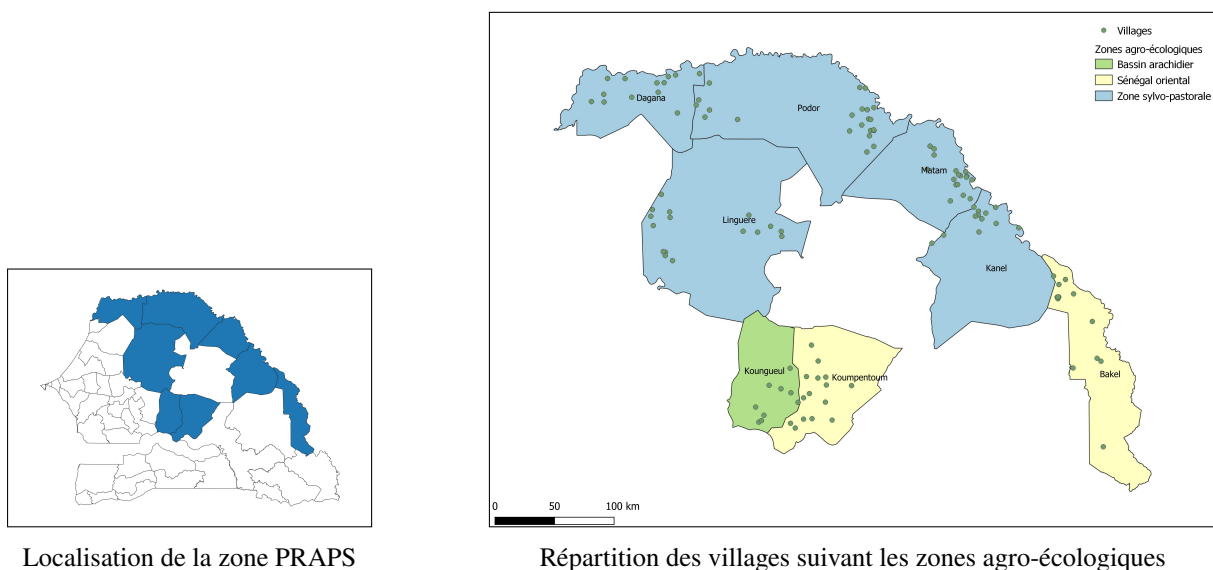 Villages
Zones agro-écologiques
Bassin arachidier
Sénégal oriental
Zone sylvo-pastorale
Dagana
Podor
Matam
Linguere
Kanel
Koungueul
Koumpentoum
Bakel
0 50 100 km
Localisation de la zone PRAPS
Répartition des villages suivant les zones agro-écologiques